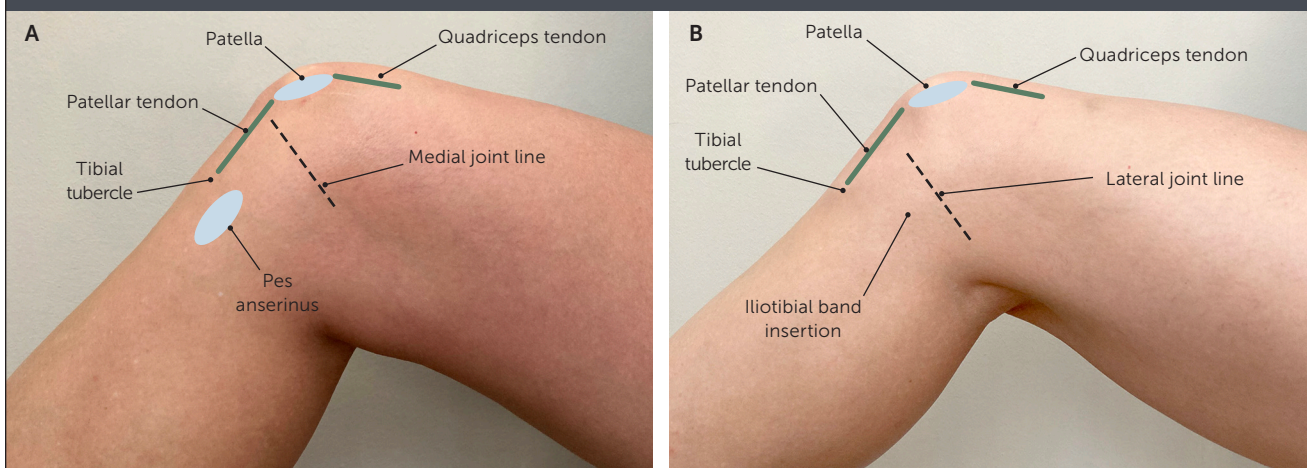 A
Patella
Quadriceps tendon
Patellar tendon
Medial joint line
Tibial
tubercle
Pes
anserinus
B
Patella
Quadriceps tendon
Patellar tendon
Tibial
tubercle
Lateral joint line
Iliotibial band
insertion